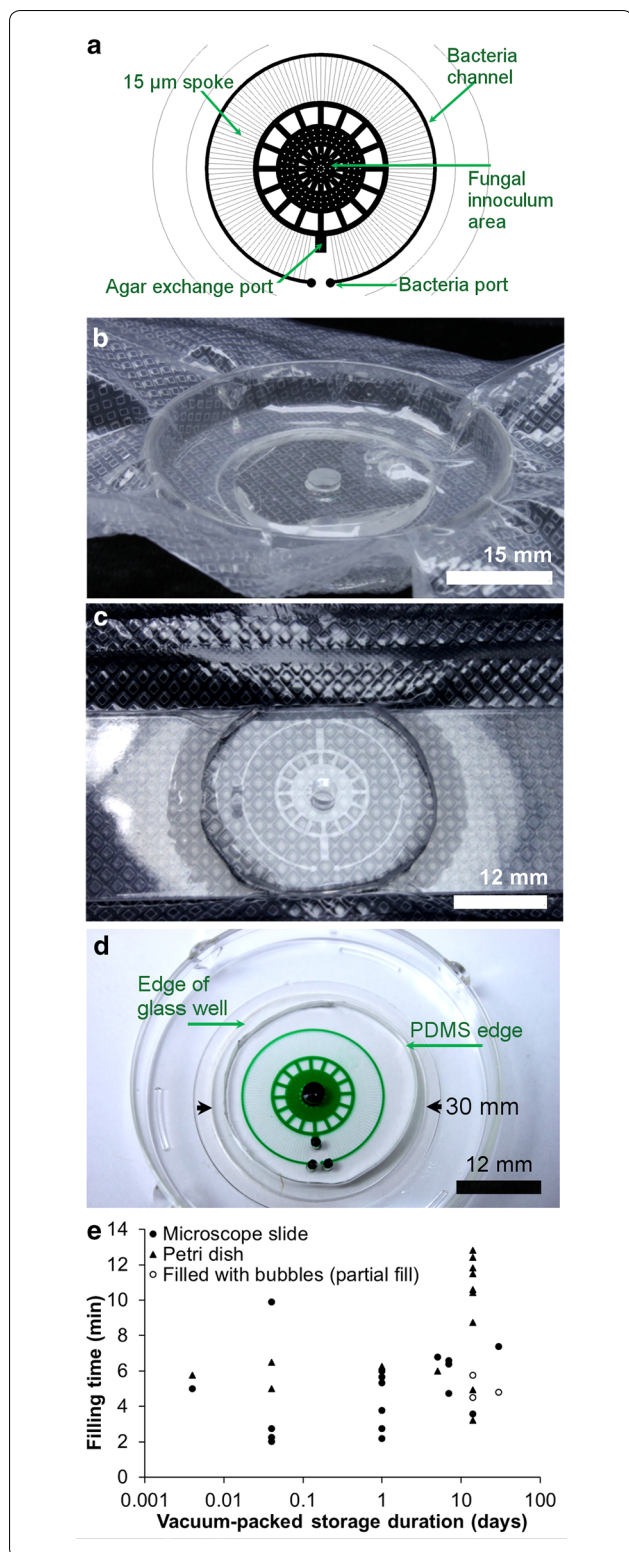 a
Bacteria
channel
15 µm spoke
Fungal
innoculum
area
Agar exchange port
Bacteria port
b
15 mm
c
12 mm
d
Edge of
glass well
PDMS edge
30 mm
12 mm
e
Microscope slide
Petri dish
Filled with bubbles (partial fill)
Filling time (min)
14
12
10
8
6
4
2
0
0.001 0.01 0.1 1 10 100
Vacuum-packed storage duration (days)